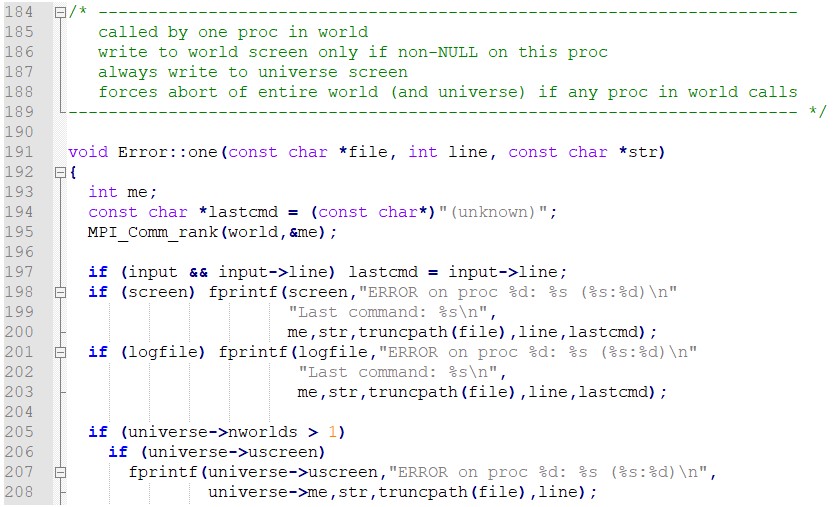 184 /* ----------------------------------------------------------------------
185    called by one proc in world
186    write to world screen only if non-NULL on this proc
187    always write to universe screen
188    forces abort of entire world (and universe) if any proc in world calls
189 ------------------------------------------------------------------------- */
190
191 void Error::one(const char *file, int line, const char *str)
192 {
193   int me;
194   const char *lastcmd = (const char*)"(unknown)";
195   MPI_Comm_rank(world,&me);
196
197   if (input && input->line) lastcmd = input->line;
198   if (screen) fprintf(screen,"ERROR on proc %d: %s (%s:%d)\n"
199                       "Last command: %s\n",
200                       me,str,truncpath(file),line,lastcmd);
201   if (logfile) fprintf(logfile,"ERROR on proc %d: %s (%s:%d)\n"
202                        "Last command: %s\n",
203                        me,str,truncpath(file),line,lastcmd);
204
205   if (universe->nworlds > 1)
206     if (universe->uscreen)
207       fprintf(universe->uscreen,"ERROR on proc %d: %s (%s:%d)\n",
208               universe->me,str,truncpath(file),line);